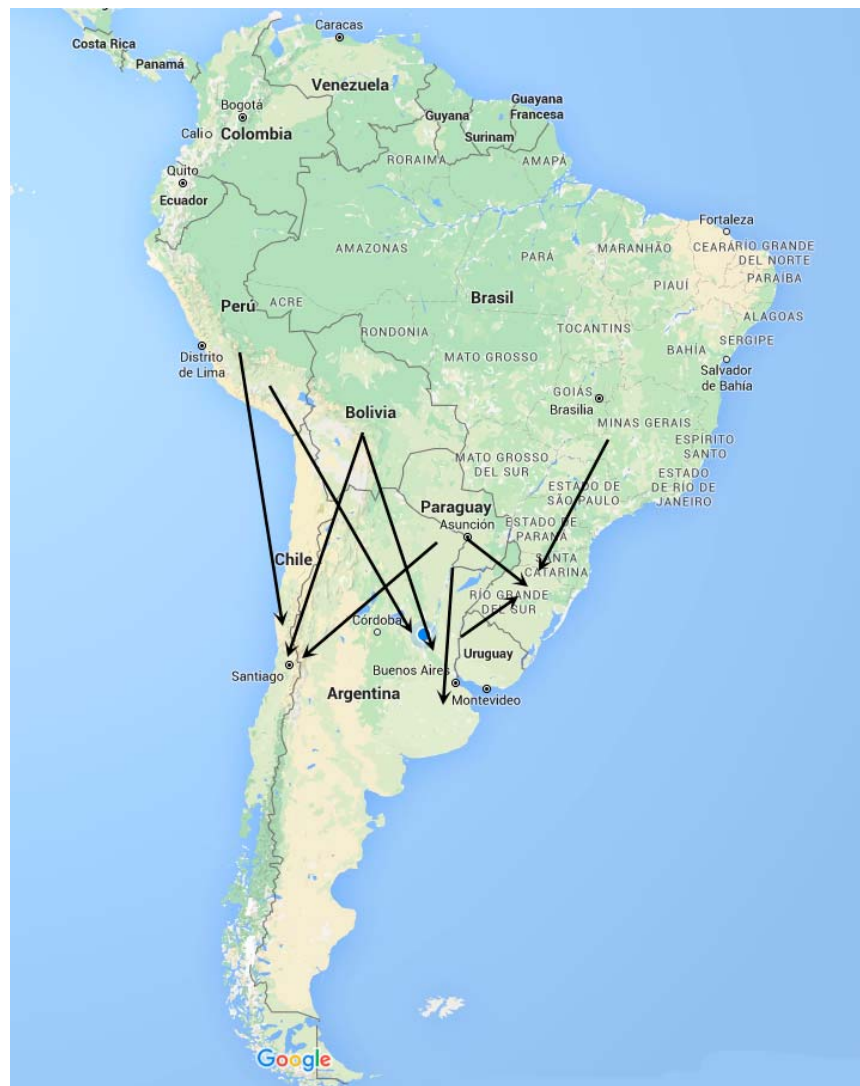 Caracas
Costa Rica
Panamá
Venezuela
Bogotá
Guyana
Guayana
Francesa
Cali
Colombia
Surinam
RORAIMA
AMAPÁ
Quito
Ecuador
Fortaleza
AMAZONAS
PARÁ
MARANHÃO
CEARÁ
RÍO GRANDE
DEL NORTE
PIAUÍ
PARAÍBA
Perú
ACRE
Brasil
ALAGOAS
RONDONIA
TOCANTINS
SERGIPE
Distrito
de Lima
MATO GROSSO
BAHÍA
Salvador
de Bahía
GOIÁS
Brasilia
Bolivia
MINAS GERAIS
ESPÍRITO
SANTO
MATO GROSSO
DEL SUR
ESTADO
DE RÍO DE
JANEIRO
ESTADO DE
SÃO PAULO
Paraguay
Asunción
ESTADO DE
PARANÁ
Chile
SANTA
CATARINA
RÍO GRANDE
DEL SUR
Córdoba
Uruguay
Santiago
Buenos Aires
Argentina
Montevideo
Google